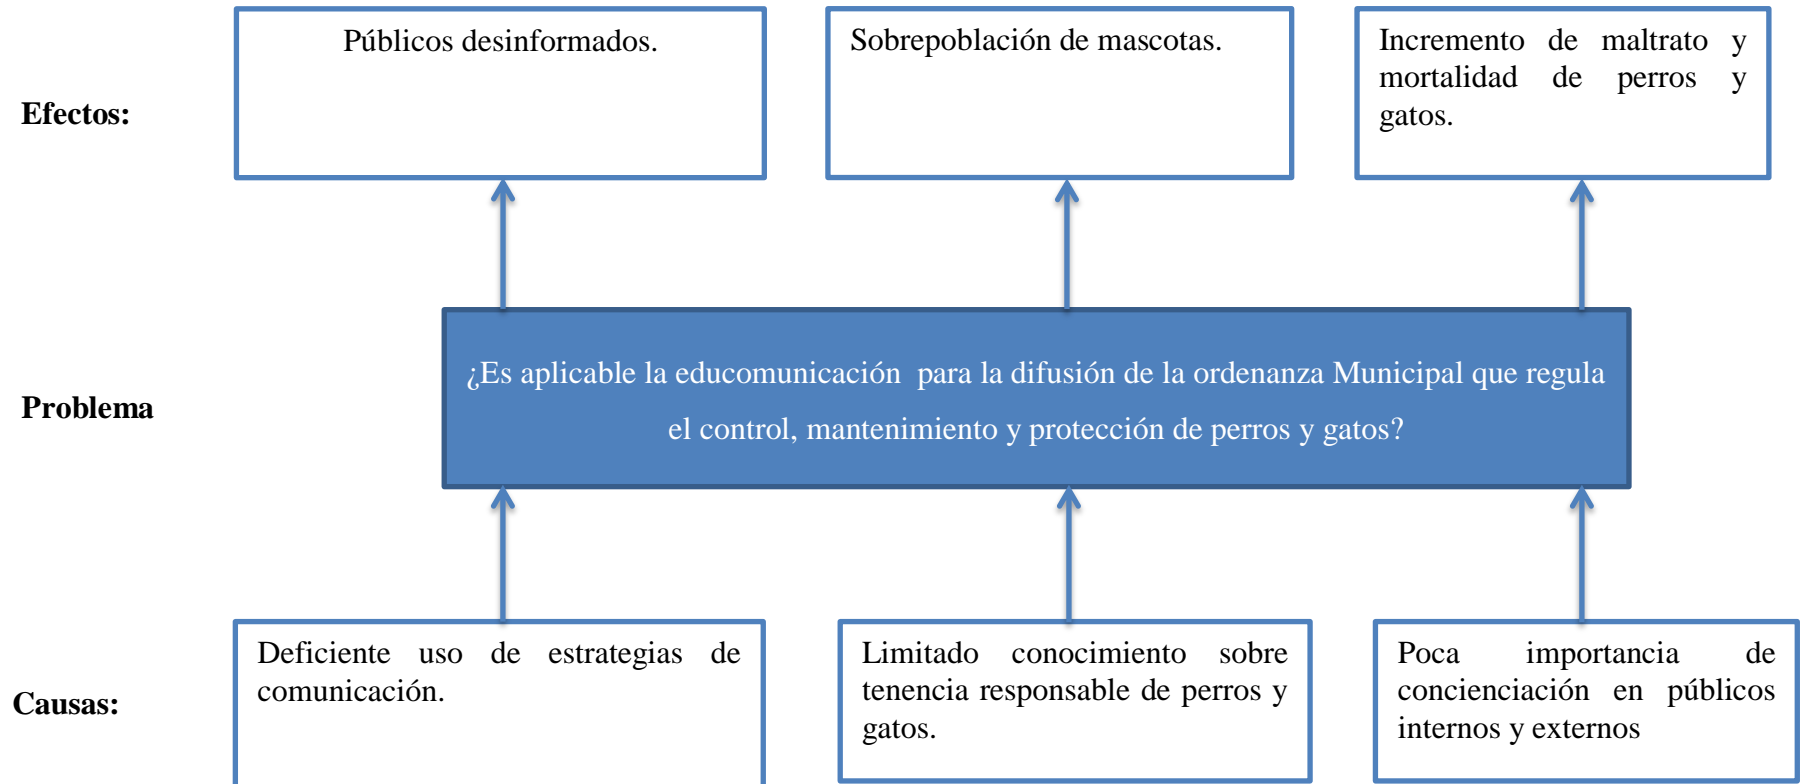 Públicos desinformados.
Sobrepoblación de mascotas.
Incremento de maltrato y
mortalidad de perros y
gatos.
Efectos:
¿Es aplicable la educomunicación  para la difusión de la ordenanza Municipal que regula
el control, mantenimiento y protección de perros y gatos?
Problema
Deficiente uso de estrategias de
comunicación.
Limitado conocimiento sobre
tenencia responsable de perros y
gatos.
Poca importancia de
concienciación en públicos
internos y externos
Causas: